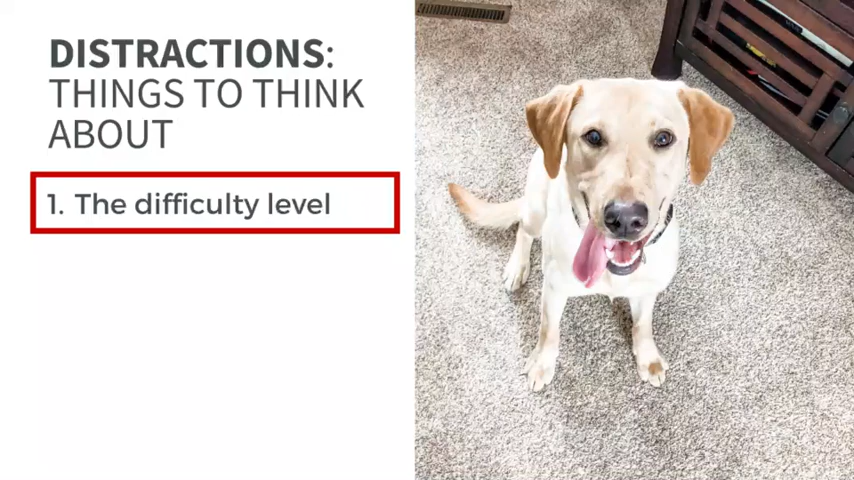 DISTRACTIONS:
THINGS TO THINK
ABOUT
1. The difficulty level